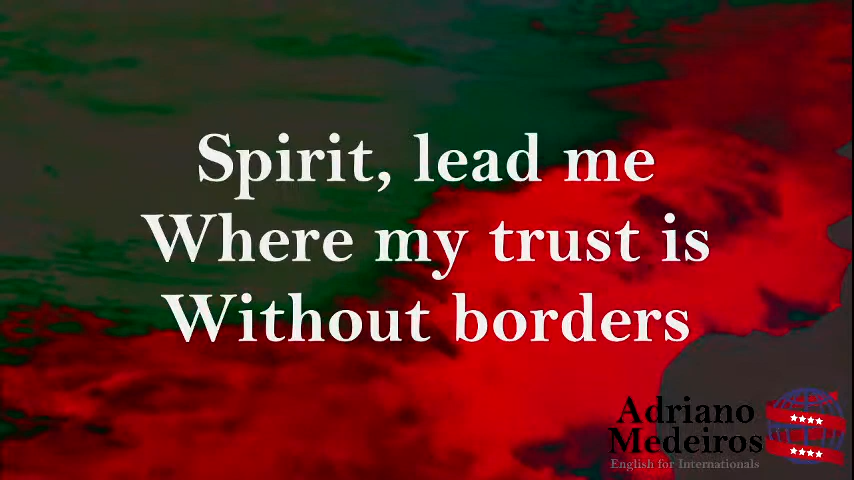 Spirit, lead me
Where my trust is
Without borders
Adriano
Medeiros
English for Internationals